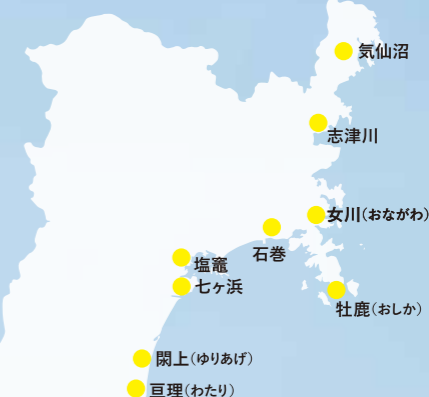 気仙沼
志津川
女川(おながわ)
石巻
塩竈
七ヶ浜
牡鹿(おしか)
閖上(ゆりあげ)
亘理(わたり)